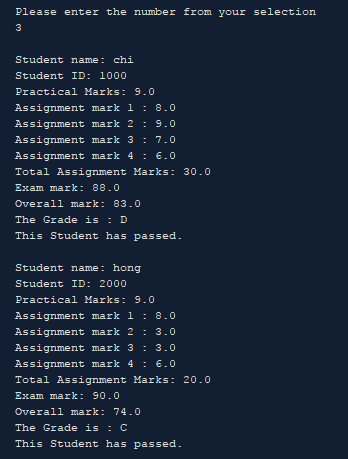 Please enter the number from your selection
3
Student name: chi
Student ID: 1000
Practical Marks: 9.0
Assignment mark 1 : 8.0
Assignment mark 2 : 9.0
Assignment mark 3 : 7.0
Assignment mark 4 : 6.0
Total Assignment Marks: 30.0
Exam mark: 88.0
Overall mark: 83.0
The Grade is : D
This Student has passed.
Student name: hong
Student ID: 2000
Practical Marks: 9.0
Assignment mark 1 : 8.0
Assignment mark 2 : 3.0
Assignment mark 3 : 3.0
Assignment mark 4 : 6.0
Total Assignment Marks: 20.0
Exam mark: 90.0
Overall mark: 74.0
The Grade is : C
This Student has passed.